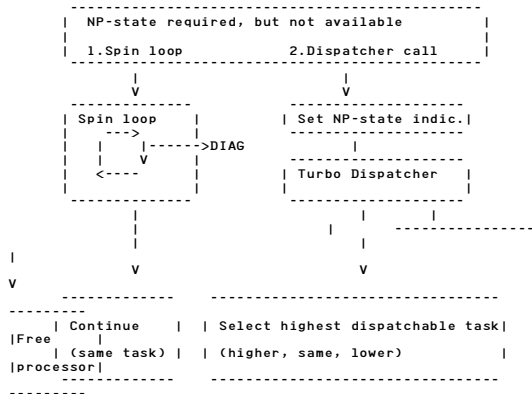 NP-state required, but not available
1.Spin loop 2.Dispatcher call
Spin loop
Set NP-state indic.
DIAG
Turbo Dispatcher
Continue
Select highest dispatchable task
Free
(same task)
(higher, same, lower)
processor